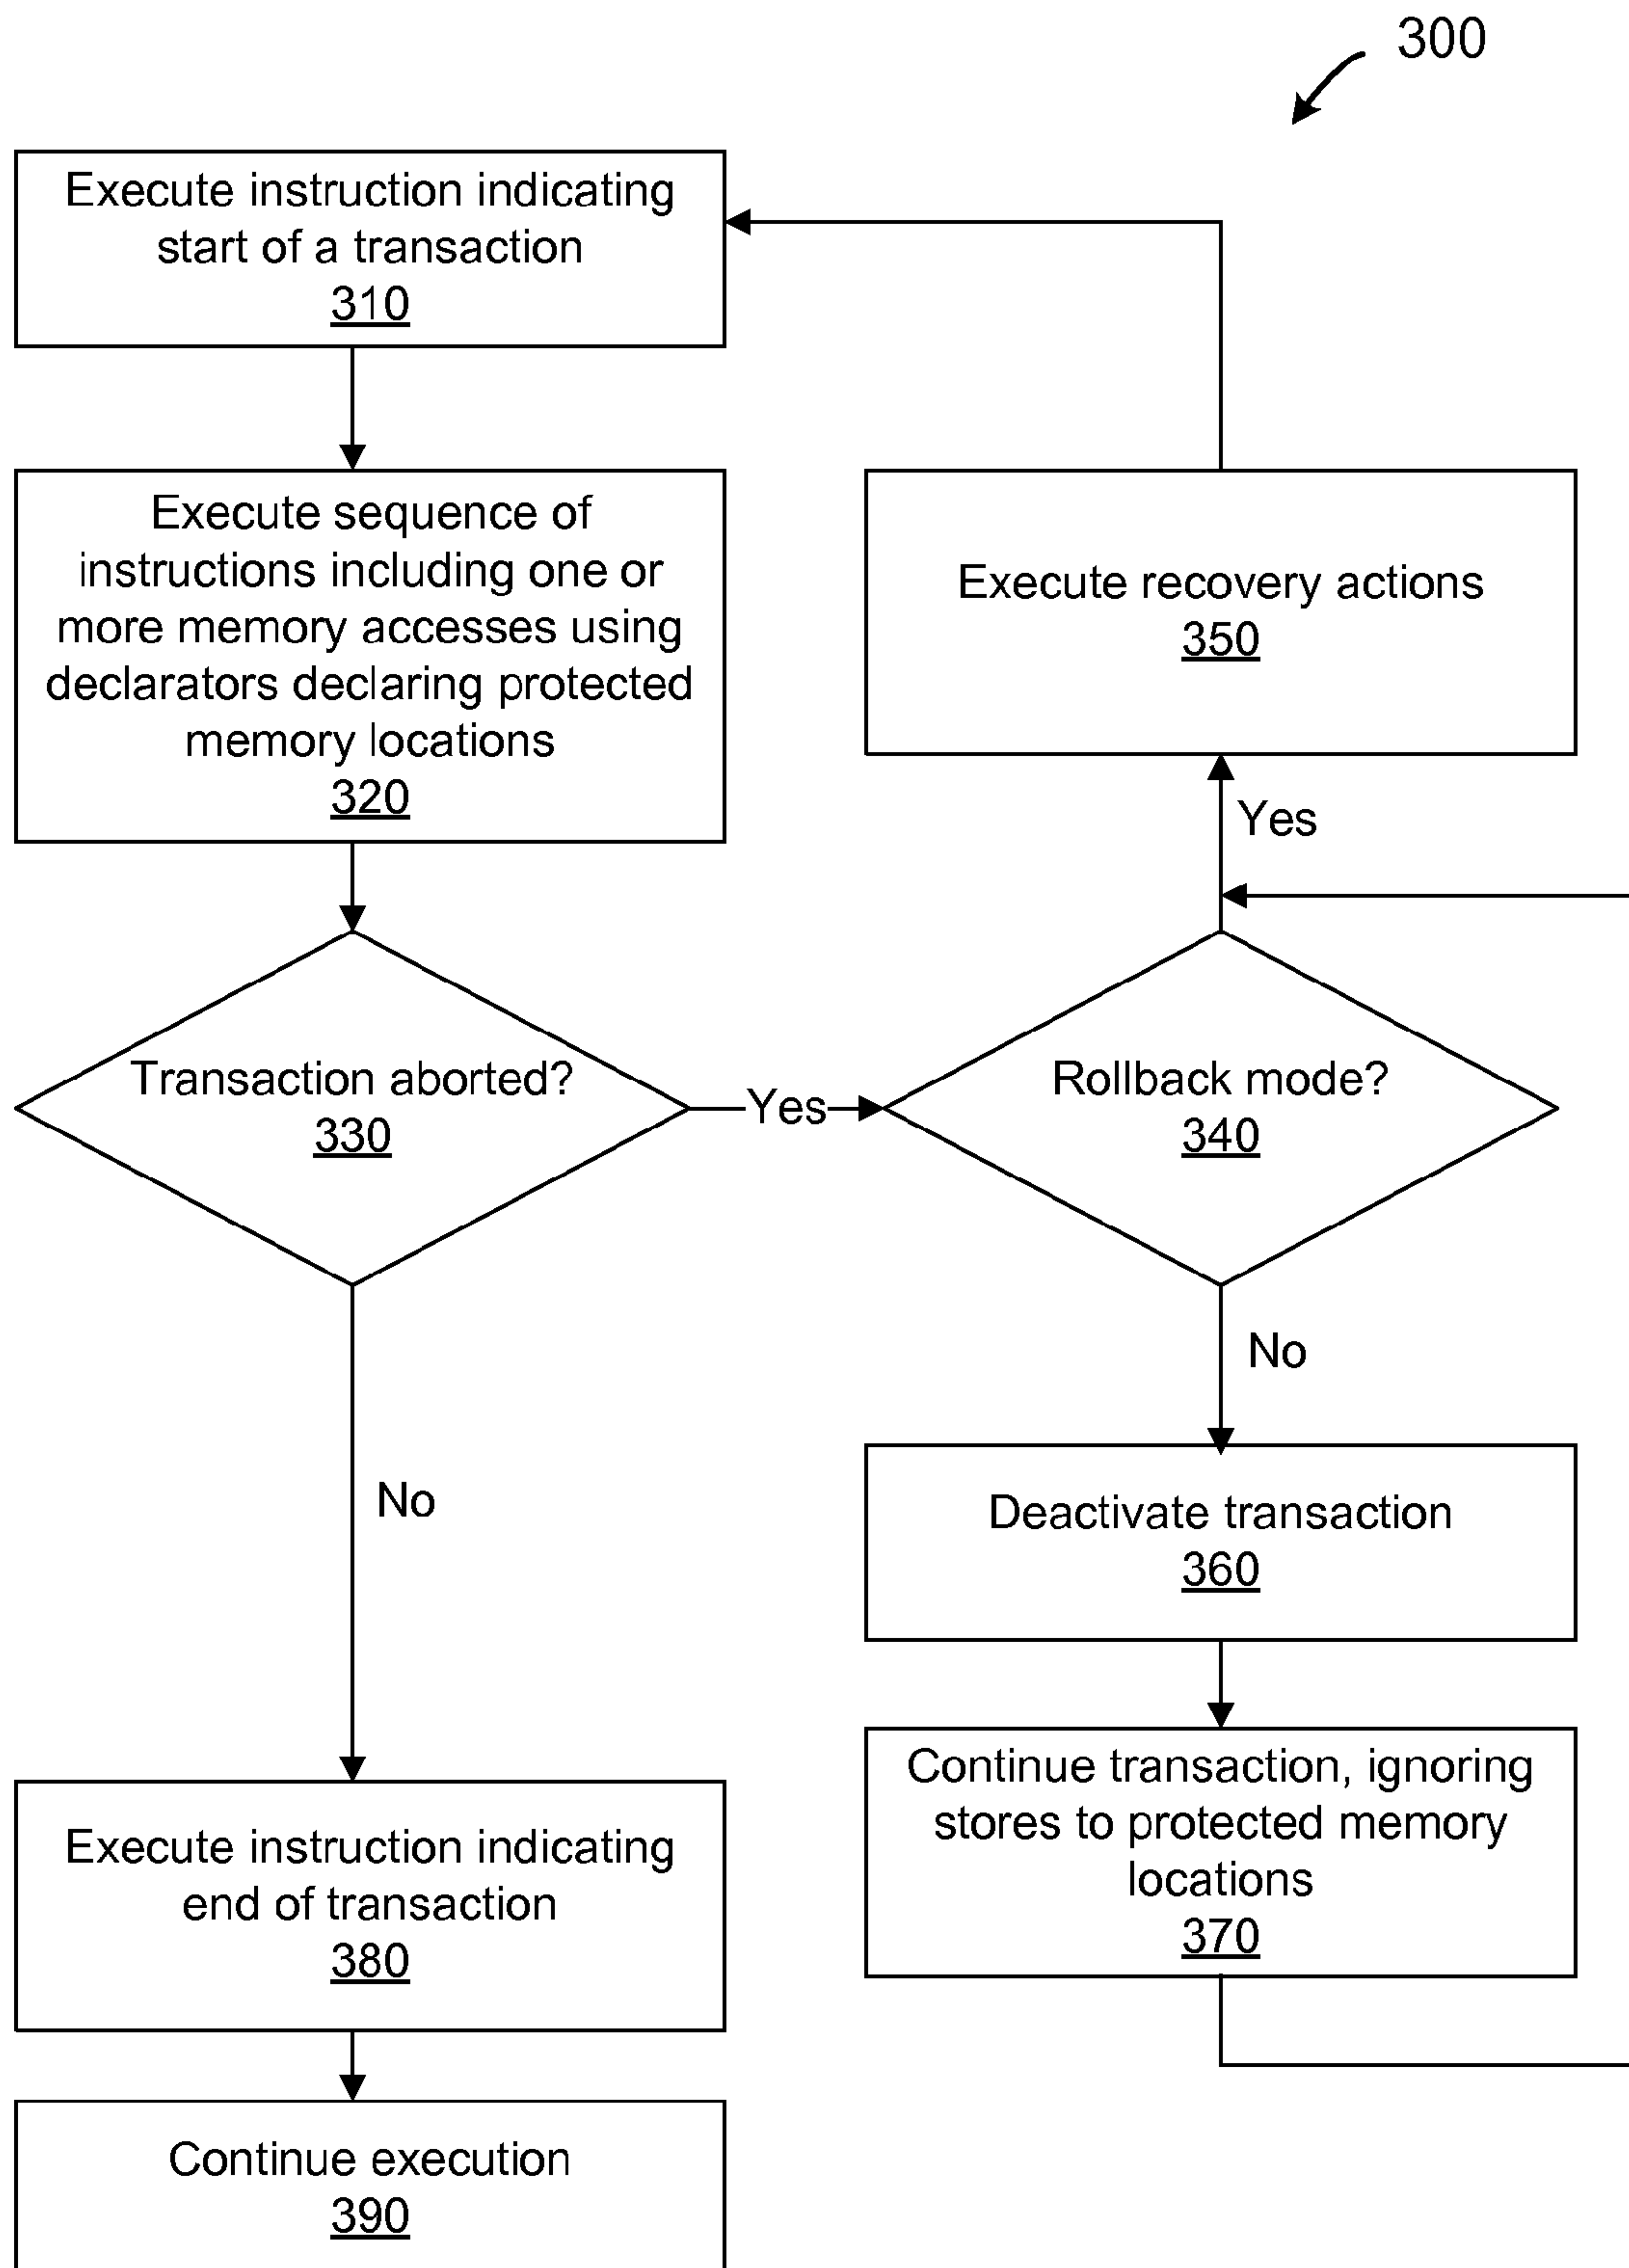 300
Execute instruction indicating
start of a transaction
310
Execute sequence of
instructions including one or
more memory accesses using
declarators declaring protected
memory locations
320
Execute recovery actions
350
Yes
Transaction aborted?
330
Yes
Rollback mode?
340
No
No
Deactivate transaction
360
Continue transaction, ignoring
stores to protected memory
locations
370
Execute instruction indicating
end of transaction
380
Continue execution
390